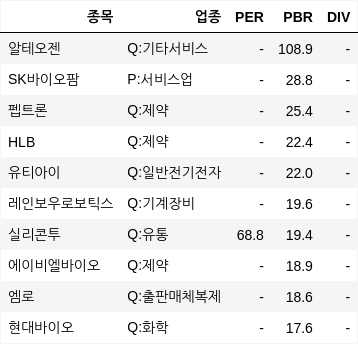 종목 업종 PER PBR DIV
알테오젠 Q:기타서비스 - 108.9 -
SK바이오팜 P:서비스업 - 28.8 -
펩트론 Q:제약 - 25.4 -
HLB Q:제약 - 22.4 -
유티아이 Q:일반전기전자 - 22.0 -
레인보우로보틱스 Q:기계장비 - 19.6 -
실리콘투 Q:유통 68.8 19.4 -
에이비엘바이오 Q:제약 - 18.9 -
엠로 Q:출판매체복제 - 18.6 -
현대바이오 Q:화학 - 17.6 -